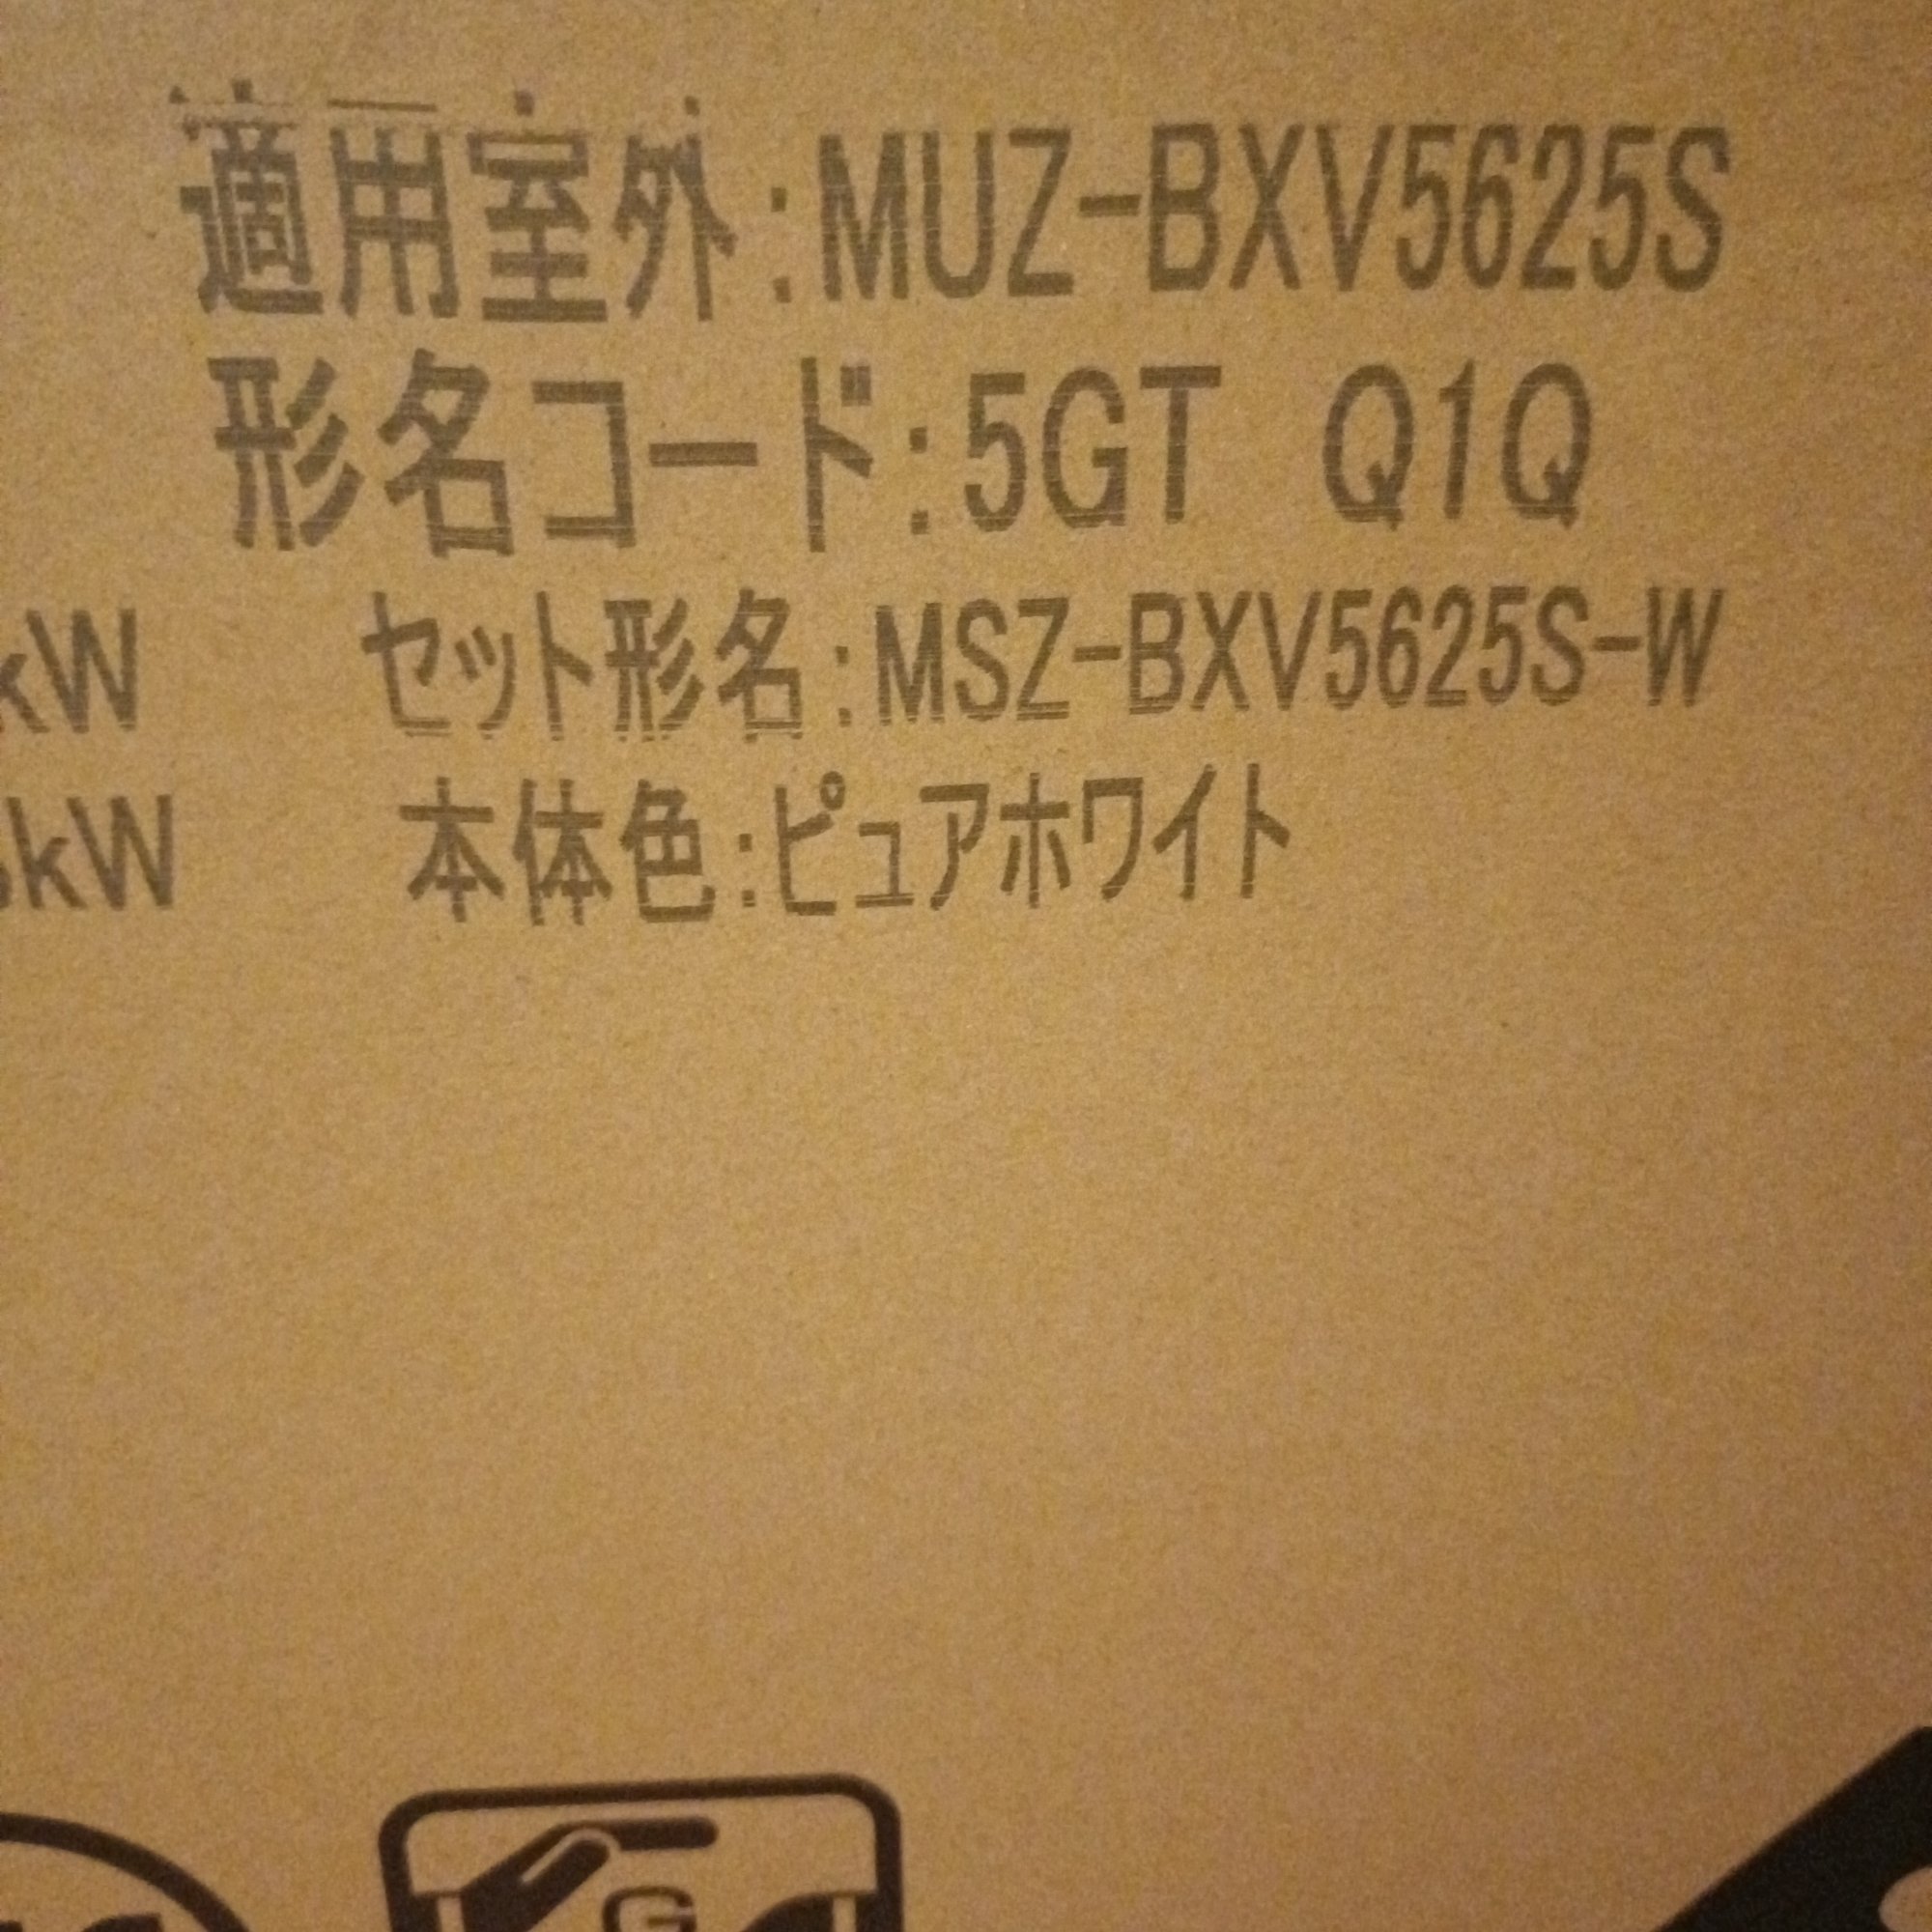 適用室外:MUZ-BXV5625S
形名コード:5GT Q1Q
kW セット形名:MSZ-BXV5625S-W
kW 本体色:ピュアホワイト
G